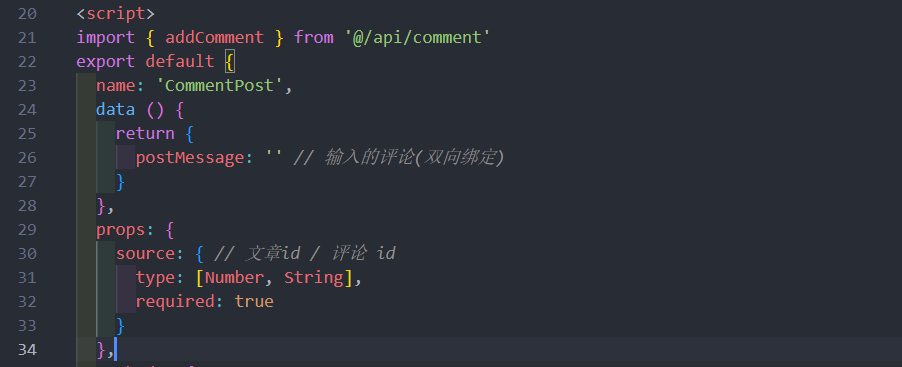 20 <script>
21 import { addComment } from '@/api/comment'
22 export default {
23   name: 'CommentPost',
24   data () {
25     return {
26       postMessage: '' // 输入的评论(双向绑定)
27     }
28   },
29   props: {
30     source: { // 文章id / 评论 id
31       type: [Number, String],
32       required: true
33     }
34   },